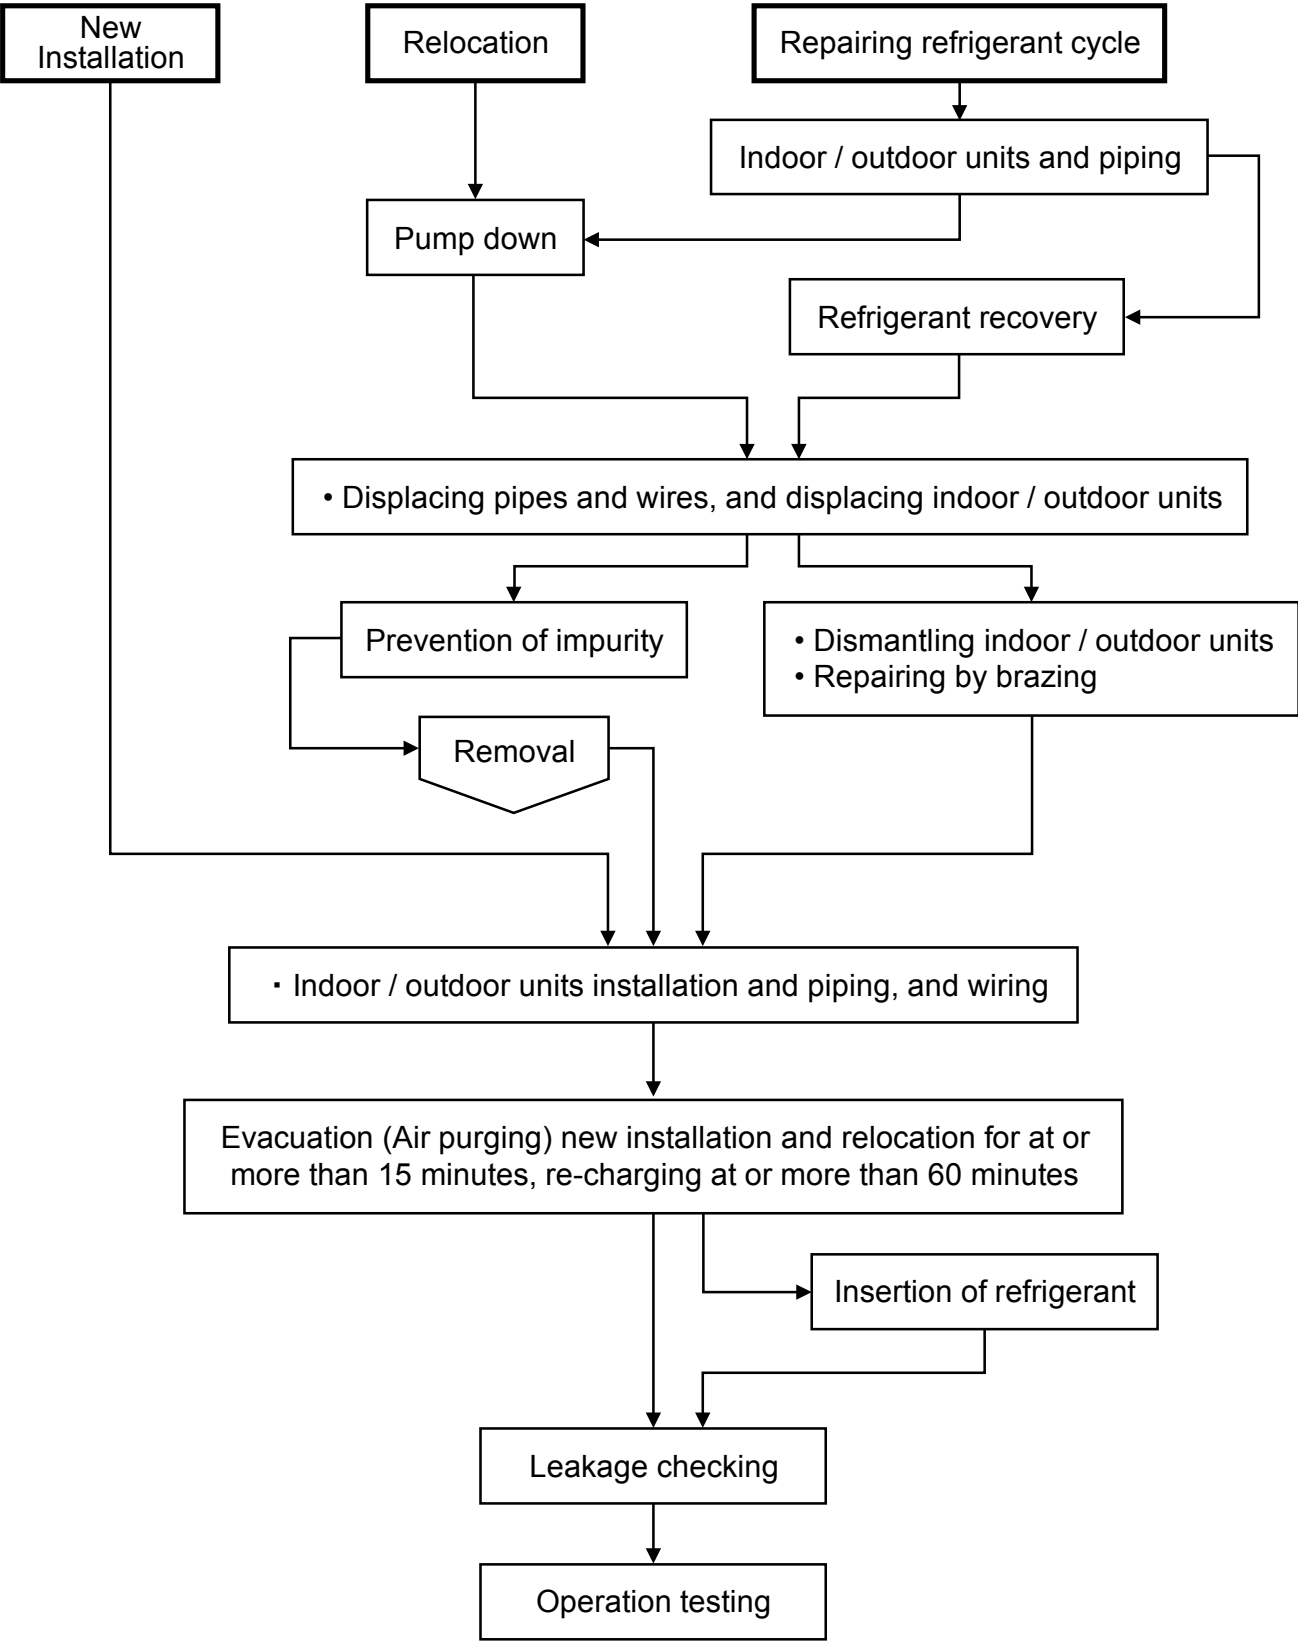 New
Installation
Relocation
Repairing refrigerant cycle
Indoor / outdoor units and piping
Pump down
Refrigerant recovery
• Displacing pipes and wires, and displacing indoor / outdoor units
Prevention of impurity
• Dismantling indoor / outdoor units
• Repairing by brazing
Removal
・Indoor / outdoor units installation and piping, and wiring
Evacuation (Air purging) new installation and relocation for at or
more than 15 minutes, re-charging at or more than 60 minutes
Insertion of refrigerant
Leakage checking
Operation testing